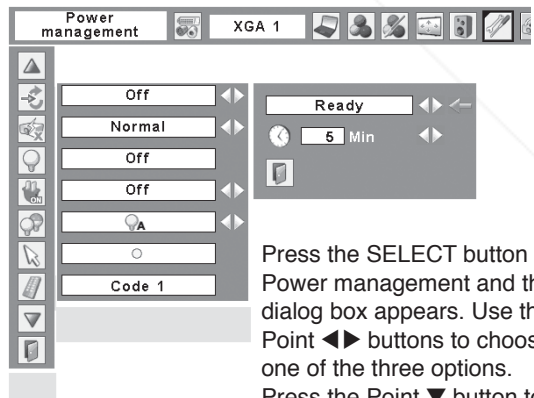 Power
management
XGA 1
Off
Normal
Off
Off
A
Code 1
Ready
5 Min
ON
Press the SELECT button
Power management and th
dialog box appears. Use th
Point ◀▶ buttons to choos
one of the three options.
Press the Point ▼ button to